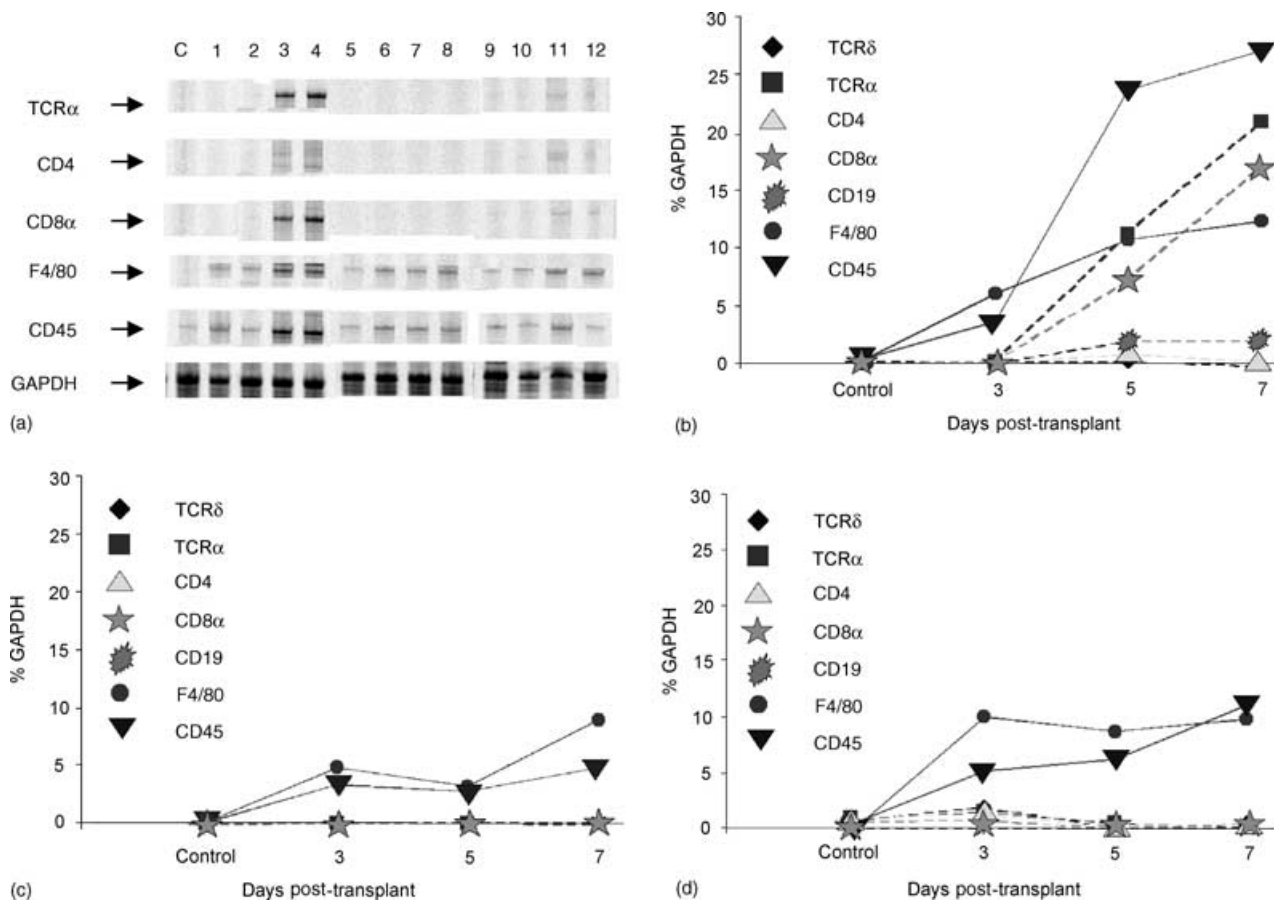 C 1 2 3 4 5 6 7 8 9 10 11 12
TCRα
CD4
CD8α
F4/80
CD45
GAPDH
(a)
30
25
20
15
10
5
0
% GAPDH
TCRδ
TCRα
CD4
CD8α
CD19
F4/80
CD45
Control 3 5 7
Days post-transplant
(b)
30
25
20
15
10
5
0
% GAPDH
TCRδ
TCRα
CD4
CD8α
CD19
F4/80
CD45
Control 3 5 7
Days post-transplant
(c)
30
25
20
15
10
5
0
% GAPDH
TCRδ
TCRα
CD4
CD8α
CD19
F4/80
CD45
Control 3 5 7
Days post-transplant
(d)